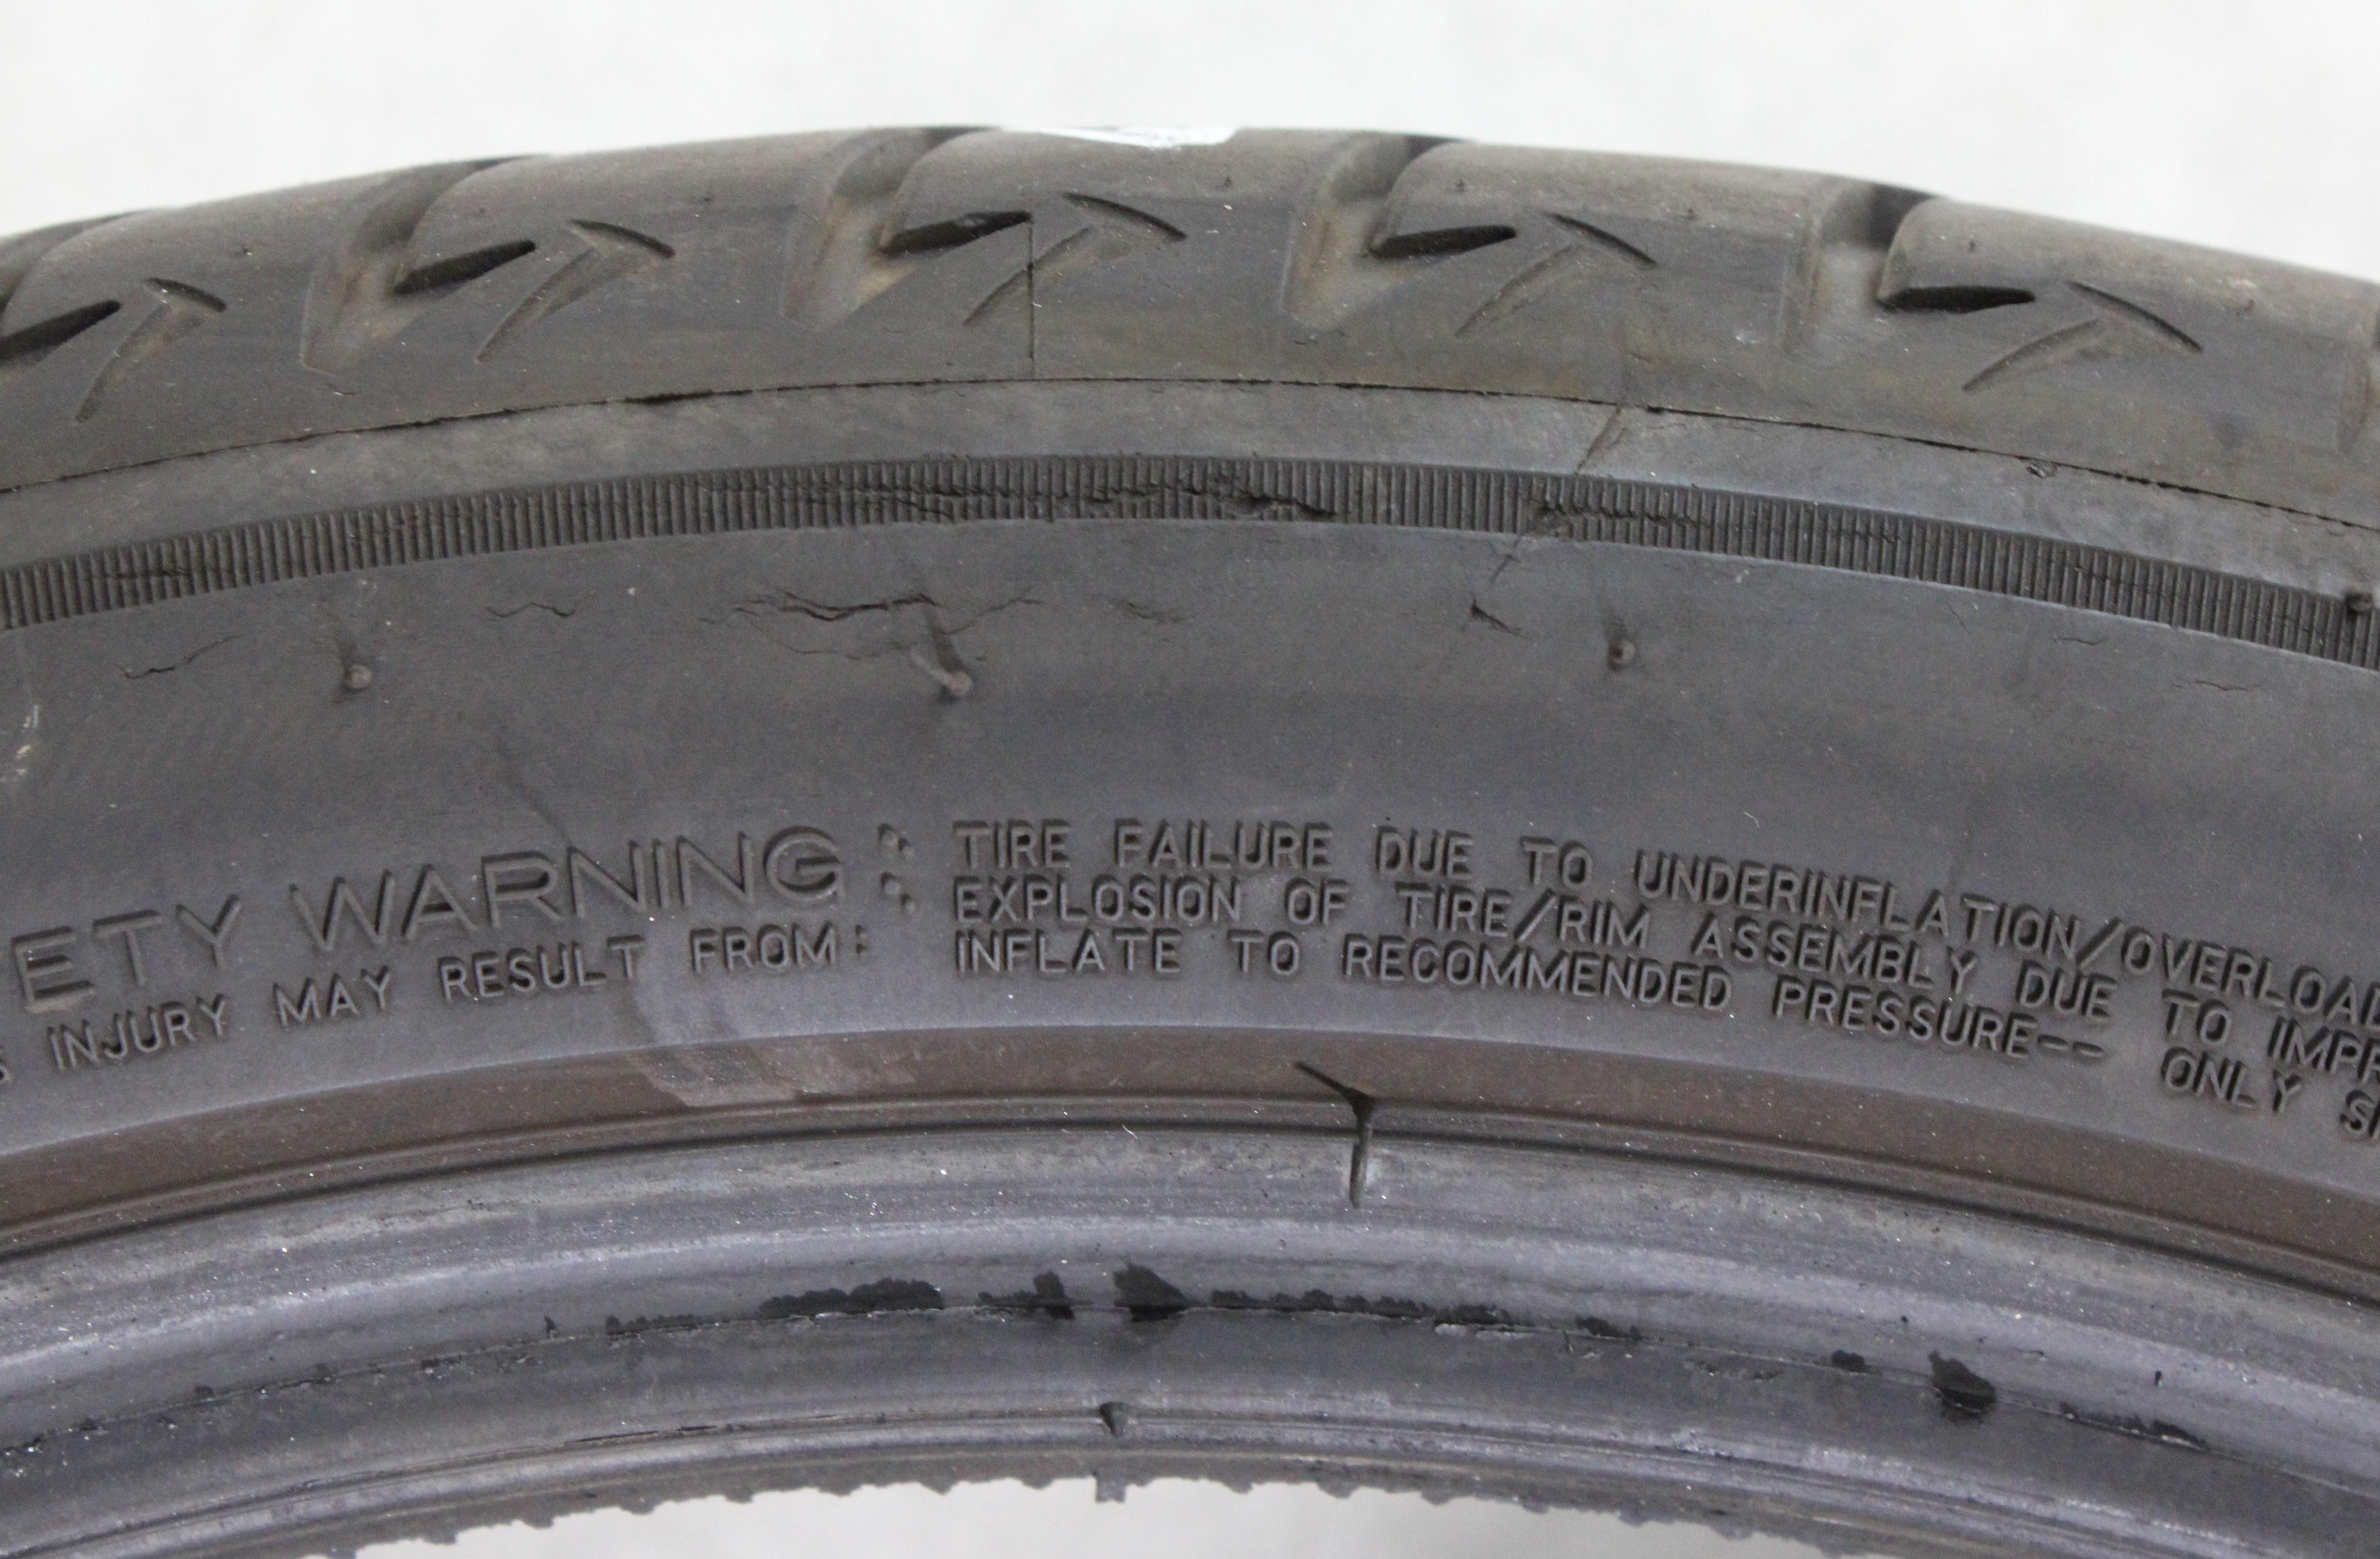 ETY WARNING: TIRE FAILURE DUE TO UNDERINFLATION/OVERLOAD
INJURY MAY RESULT FROM: EXPLOSION OF TIRE/RIM ASSEMBLY DUE TO IMPR
INFLATE TO RECOMMENDED PRESSURE-- ONLY S